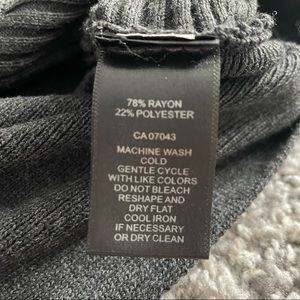 78% RAYON
22% POLYESTER
CA 07043
MACHINE WASH
COLD
GENTLE CYCLE
WITH LIKE COLORS
DO NOT BLEACH
RESHAPE AND
DRY FLAT
COOL IRON
IF NECESSARY
OR DRY CLEAN